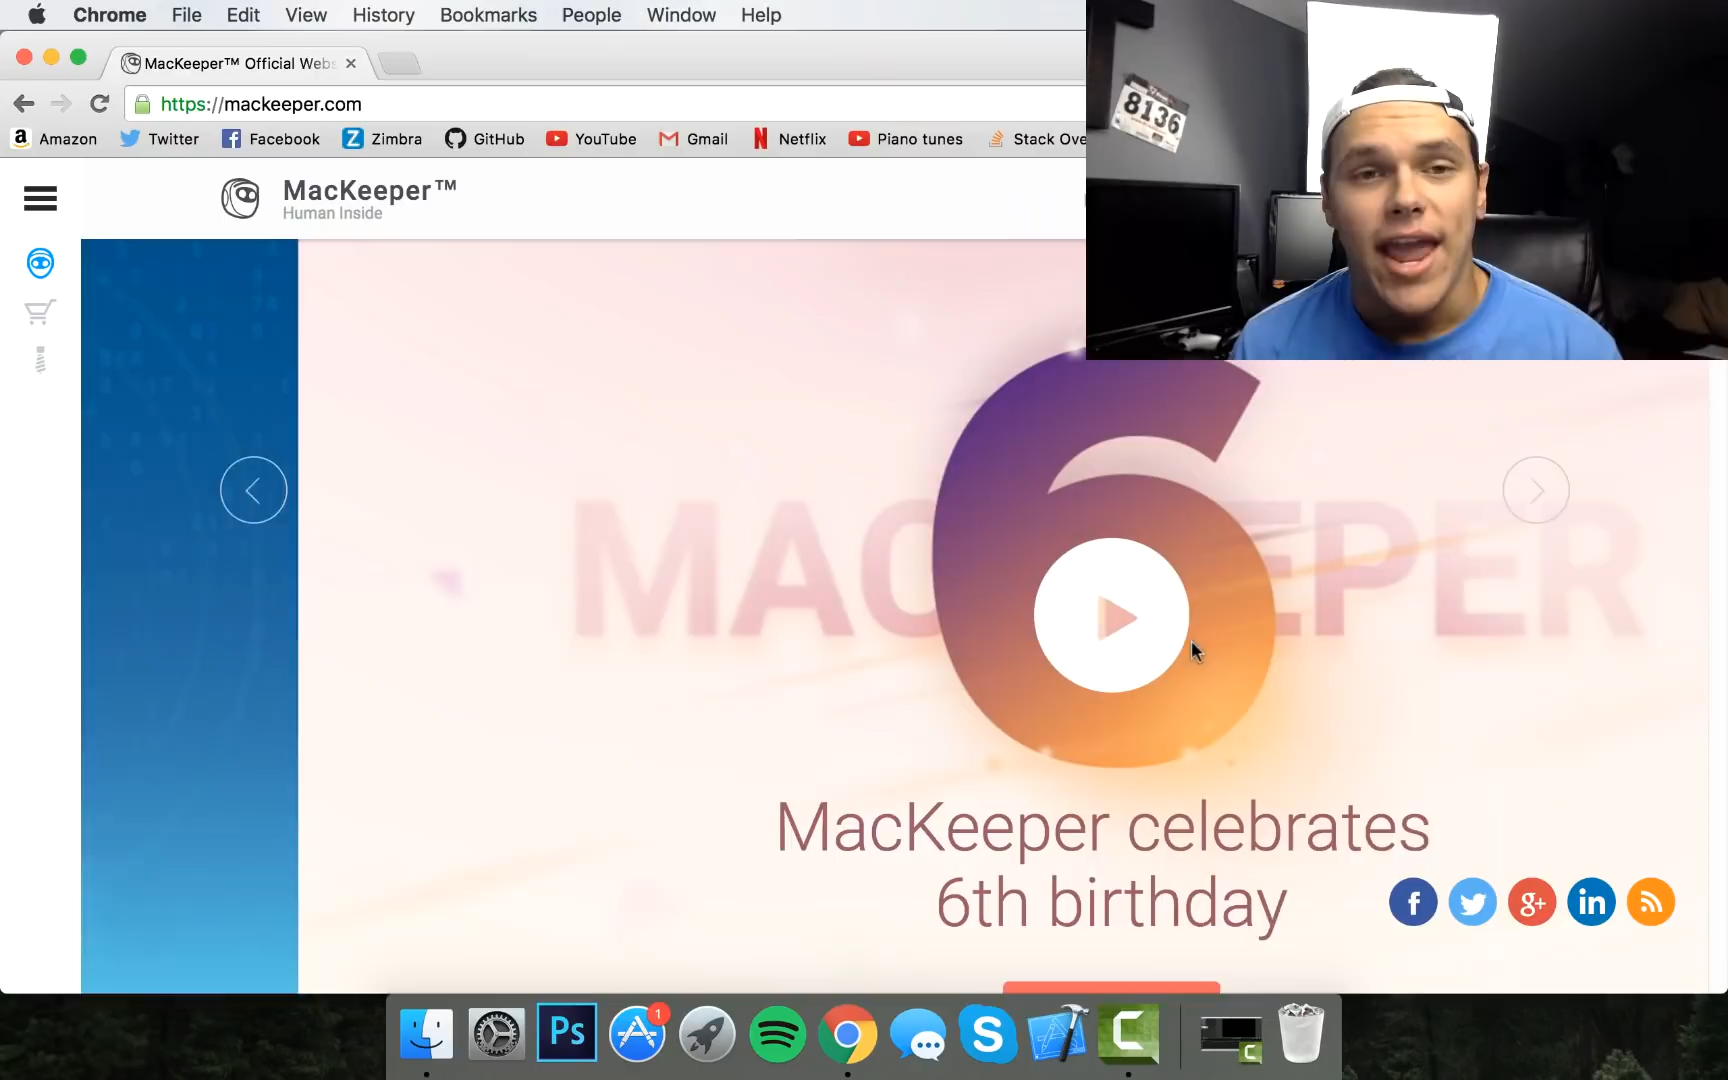 Chrome File Edit View History Bookmarks People Window Help
MacKeeper™ Official Webs
https://mackeeper.com
Amazon Twitter Facebook Zimbra GitHub YouTube Gmail Netflix Piano tunes Stack Ove
8136
MacKeeper™
Human Inside
6
MAC EPER
MacKeeper celebrates
6th birthday
f g+ in
Ps 1 S C